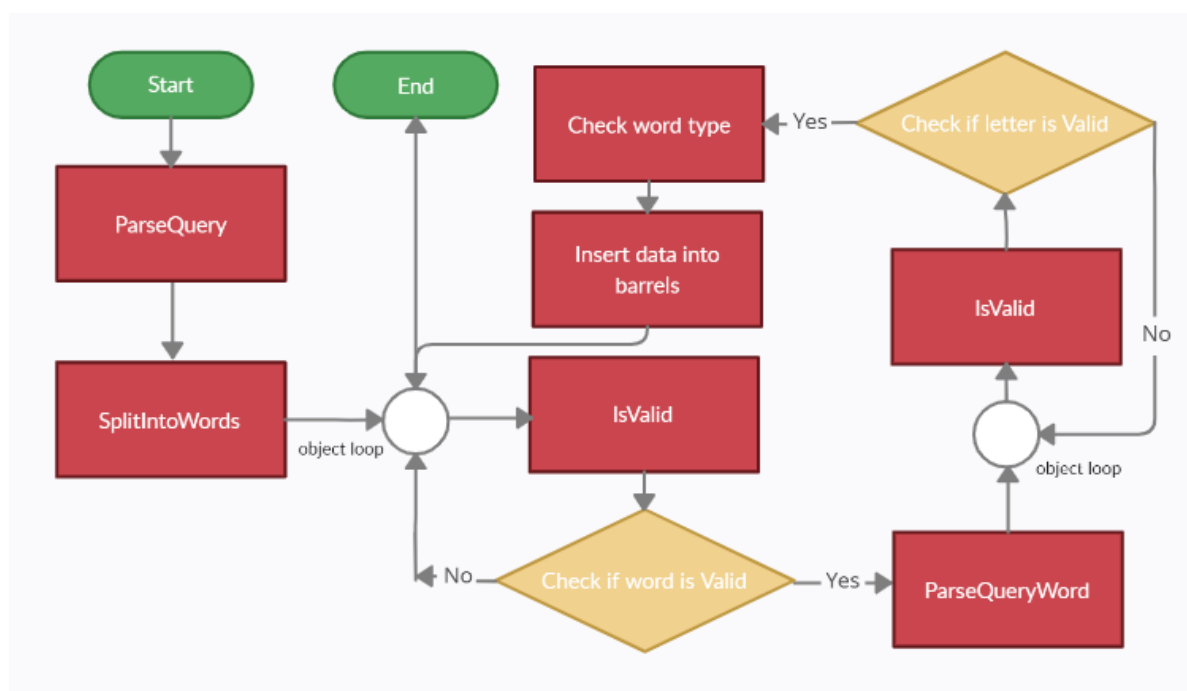 Start
End
Check word type
Yes
Check if letter is Valid
ParseQuery
Insert data into
barrels
IsValid
No
SplitIntoWords
object loop
IsValid
object loop
No
Check if word is Valid
Yes
ParseQueryWord